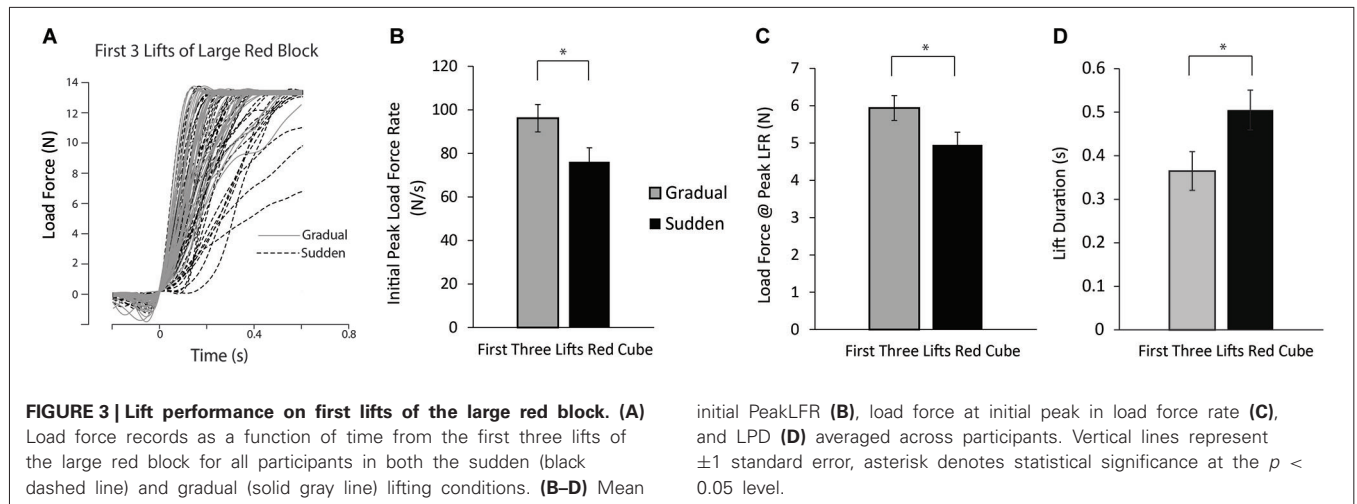 A
First 3 Lifts of Large Red Block
Load Force (N)
14
12
10
8
6
4
2
0
0
0.4
0.8
Time (s)
Gradual
Sudden
B
*
Initial Peak Load Force Rate
(N/s)
120
100
80
60
40
20
0
First Three Lifts Red Cube
Gradual
Sudden
C
*
Load Force @ Peak LFR (N)
7
6
5
4
3
2
1
0
First Three Lifts Red Cube
D
*
Lift Duration (s)
0.6
0.5
0.4
0.3
0.2
0.1
0
First Three Lifts Red Cube
FIGURE 3 | Lift performance on first lifts of the large red block. (A)
Load force records as a function of time from the first three lifts of
the large red block for all participants in both the sudden (black
dashed line) and gradual (solid gray line) lifting conditions. (B–D) Mean
initial PeakLFR (B), load force at initial peak in load force rate (C),
and LPD (D) averaged across participants. Vertical lines represent
±1 standard error, asterisk denotes statistical significance at the p <
0.05 level.